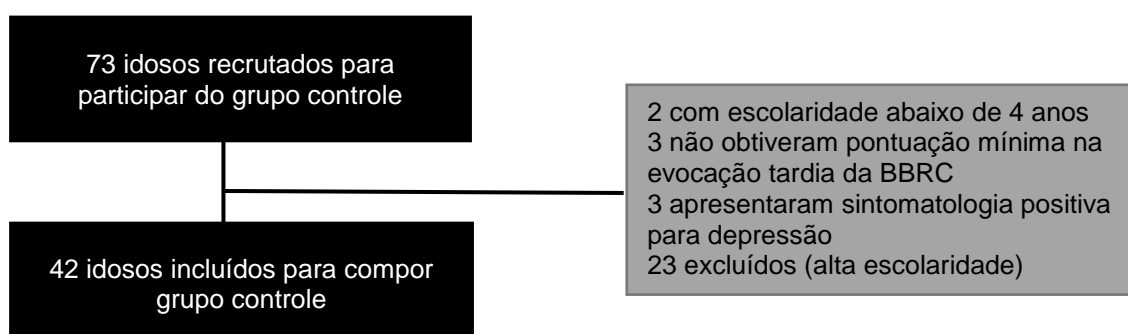 73 idosos recrutados para
participar do grupo controle
2 com escolaridade abaixo de 4 anos
3 não obtiveram pontuação mínima na
evocação tardia da BBRC
3 apresentaram sintomatologia positiva
para depressão
23 excluídos (alta escolaridade)
42 idosos incluídos para compor
grupo controle